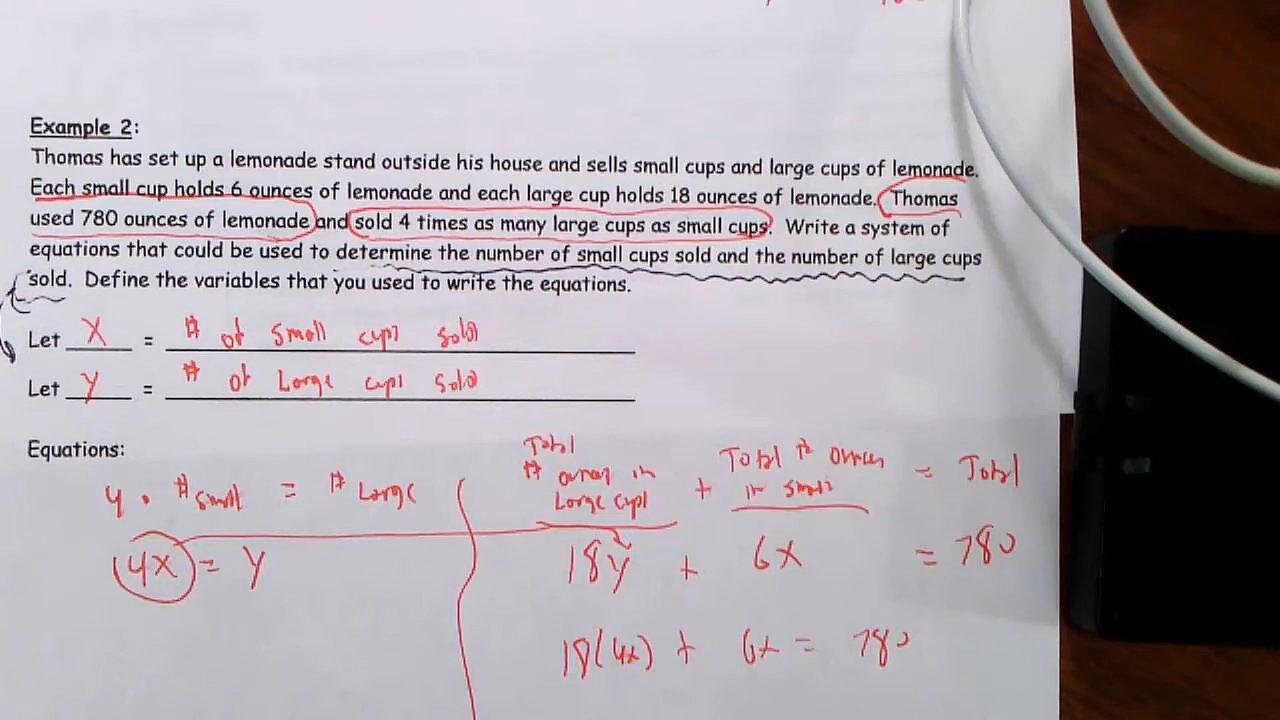 Example 2:
Thomas has set up a lemonade stand outside his house and sells small cups and large cups of lemonade.
Each small cup holds 6 ounces of lemonade and each large cup holds 18 ounces of lemonade. Thomas
used 780 ounces of lemonade and sold 4 times as many large cups as small cups. Write a system of
equations that could be used to determine the number of small cups sold and the number of large cups
sold. Define the variables that you used to write the equations.
Let X = # of small cups sold
Let y = # of Large cups sold
Equations:
4 · # small = # Large
Total # ounces in Large cups + Total # ounces in small = Total
4x = y
18y + 6x = 780
18(4x) + 6x = 780